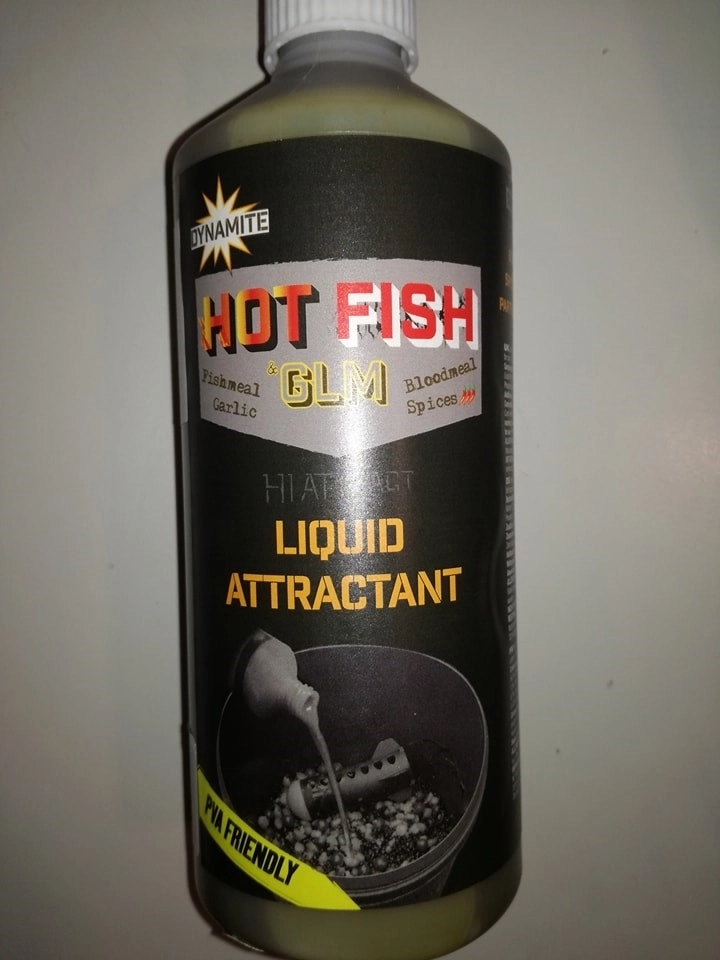 DYNAMITE
HOT FISH
& GLM
Fishmeal
Garlic
Bloodmeal
Spices
LIQUID
ATTRACTANT
PVA FRIENDLY